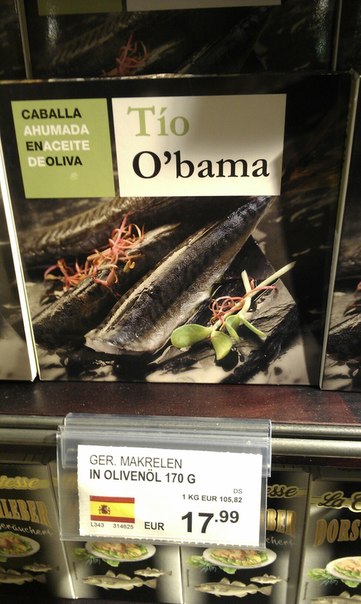 CABALLA
AHUMADA
ENACEITE
DEOLIVA
Tío
O'bama
GER. MAKRELEN
IN OLIVENÖL 170 G
DS
1 KG EUR 105,82
L343 314625
EUR 17.99